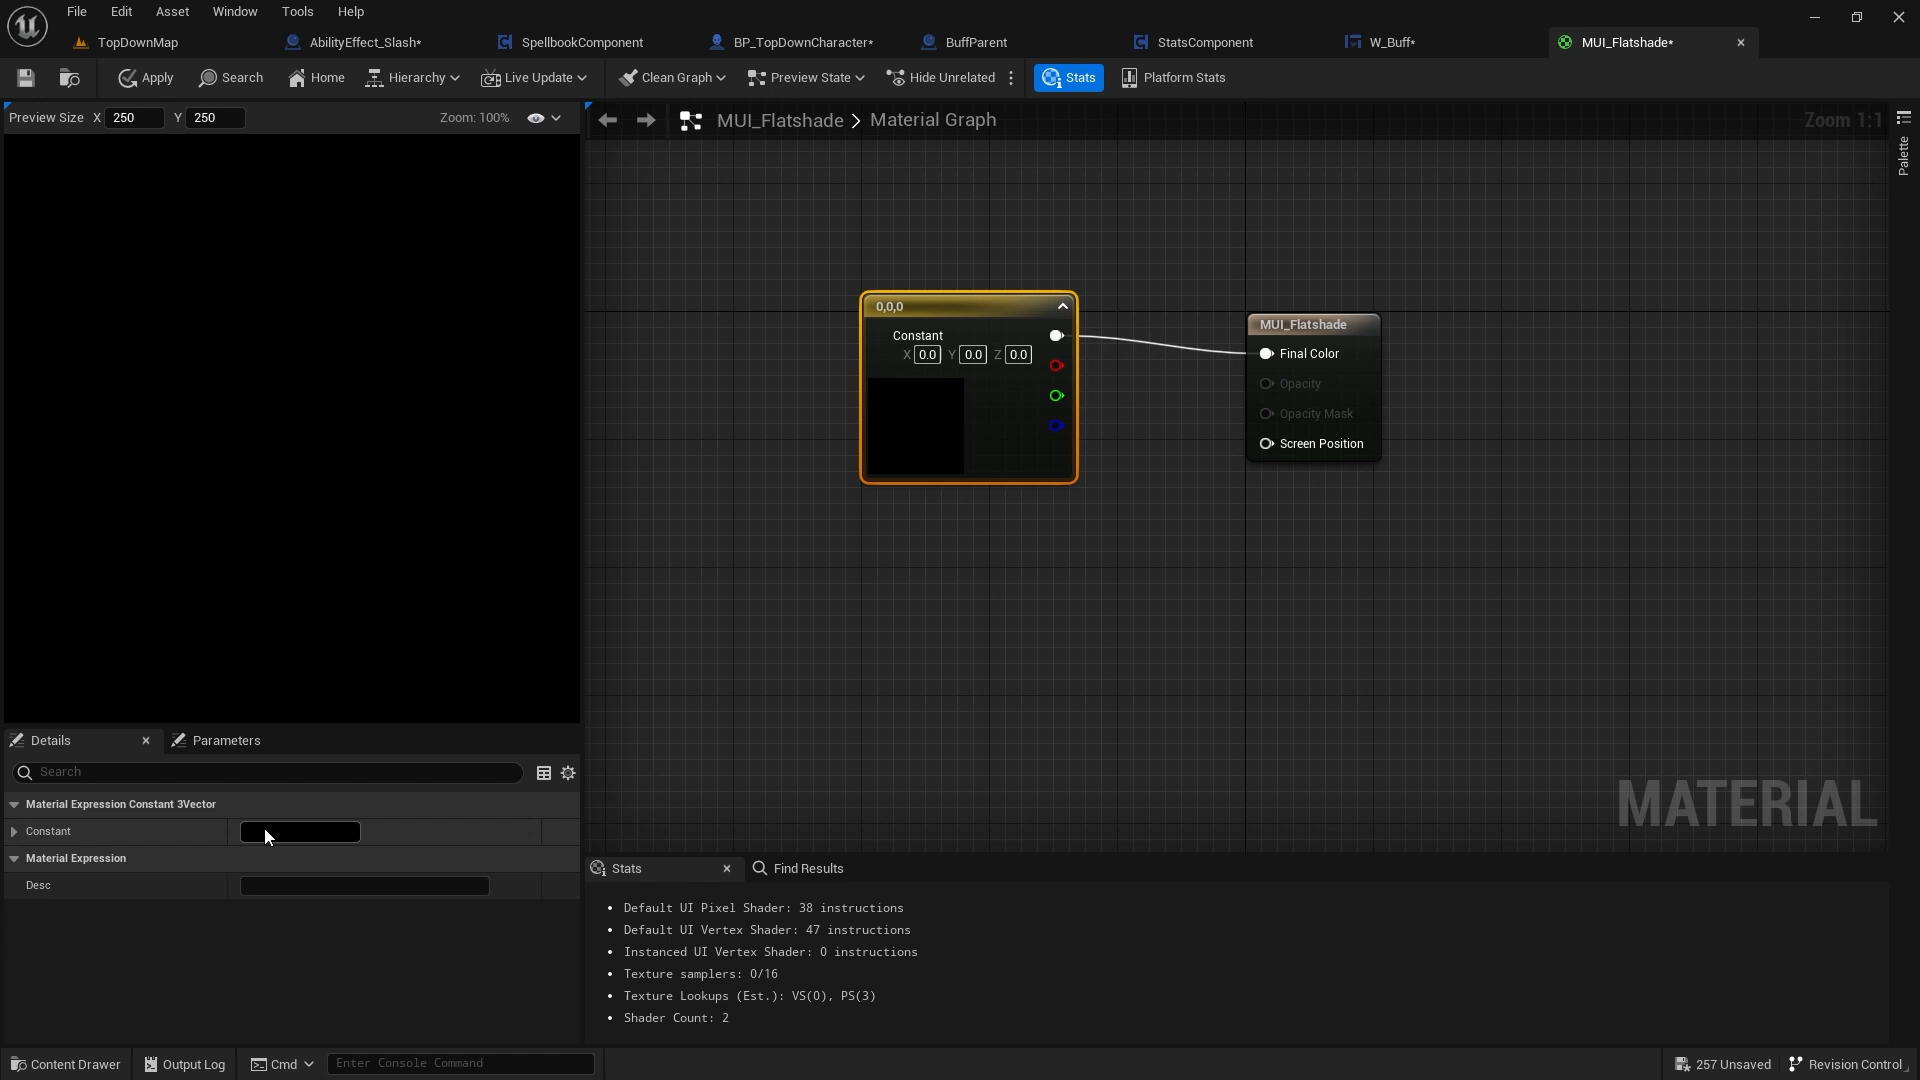 File Edit Asset Window Tools Help
TopDownMap AbilityEffect_Slash* SpellbookComponent BP_TopDownCharacter* BuffParent StatsComponent W_Buff* MUI_Flatshade*
Apply Search Home Hierarchy Live Update Clean Graph Preview State Hide Unrelated Stats Platform Stats
Preview Size X 250 Y 250 Zoom: 100%
MUI_Flatshade > Material Graph Zoom 1:1
Palette
0,0,0
Constant
X 0.0 Y 0.0 Z 0.0
MUI_Flatshade
Final Color
Opacity
Opacity Mask
Screen Position
MATERIAL
Details Parameters
Search
Material Expression Constant 3Vector
Constant
Material Expression
Desc
Stats Find Results
• Default UI Pixel Shader: 38 instructions
• Default UI Vertex Shader: 47 instructions
• Instanced UI Vertex Shader: 0 instructions
• Texture samplers: 0/16
• Texture Lookups (Est.): VS(0), PS(3)
• Shader Count: 2
Content Drawer Output Log Cmd Enter Console Command 257 Unsaved Revision Control